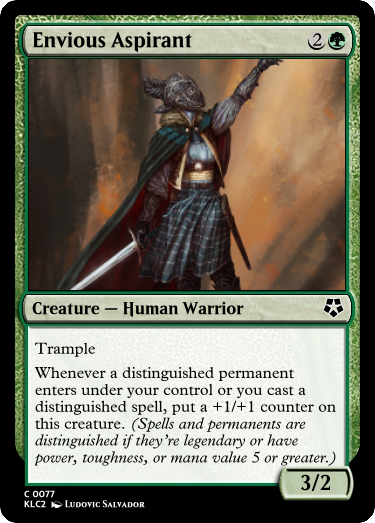 Envious Aspirant 2
Creature — Human Warrior
Trample
Whenever a distinguished permanent
enters under your control or you cast a
distinguished spell, put a +1/+1 counter on
this creature. (Spells and permanents are
distinguished if they're legendary or have
power, toughness, or mana value 5 or greater.)
3/2
C 0077
KLC2 Ludovic Salvador